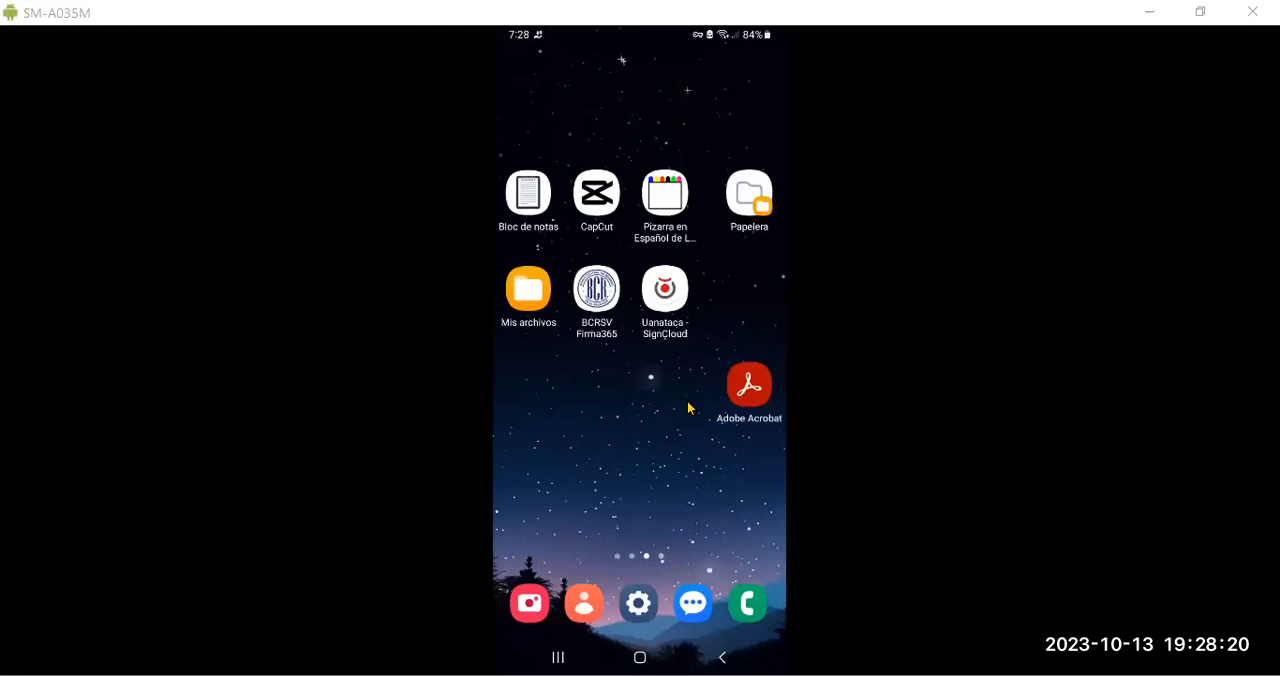 SM-A035M
7:28
84%
Bloc de notas
CapCut
Pizarra en
Español de L...
Papelera
Mis archivos
BCR
BCRSV
Firma365
Uanataca -
SignCloud
Adobe Acrobat
2023-10-13 19:28:20